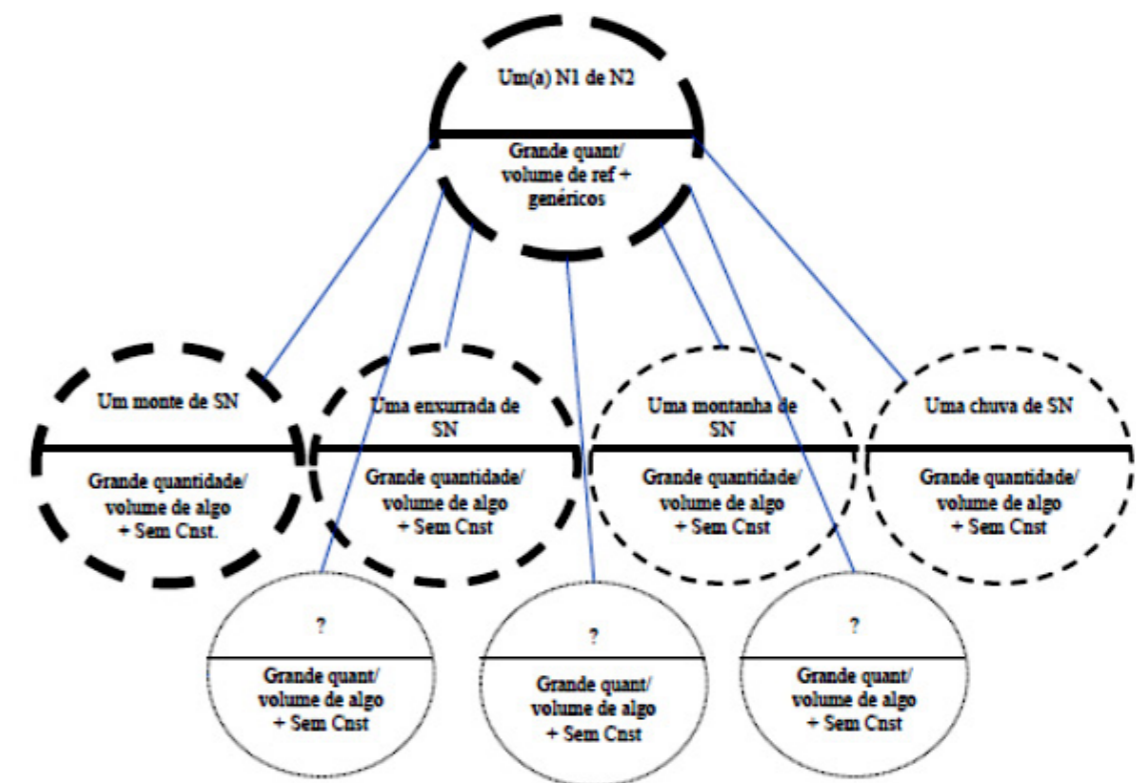 Um(a) N1 de N2
Grande quant/
volume de ref +
genéricos
Um monte de SN
Grande quantidade/
volume de algo
+ Sem Cnst.
Uma enxurrada de
SN
Grande quantidade/
volume de algo
+ Sem Cnst
Uma montanha de
SN
Grande quantidade/
volume de algo
+ Sem Cnst
Uma chuva de SN
Grande quantidade/
volume de algo
+ Sem Cnst
?
Grande quant/
volume de algo
+ Sem Cnst
?
Grande quant/
volume de algo
+ Sem Cnst
?
Grande quant/
volume de algo
+ Sem Cnst